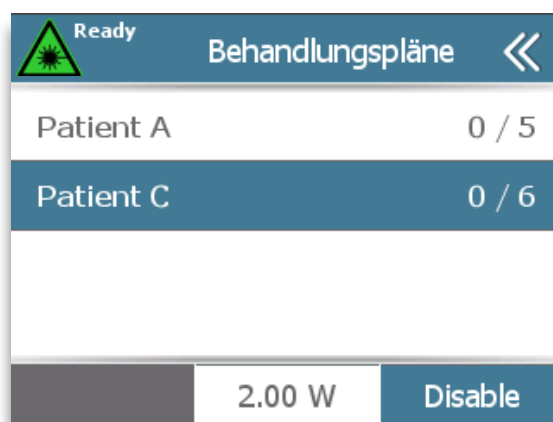 Ready
Behandlungspläne
Patient A 0 / 5
Patient C 0 / 6
2.00 W Disable